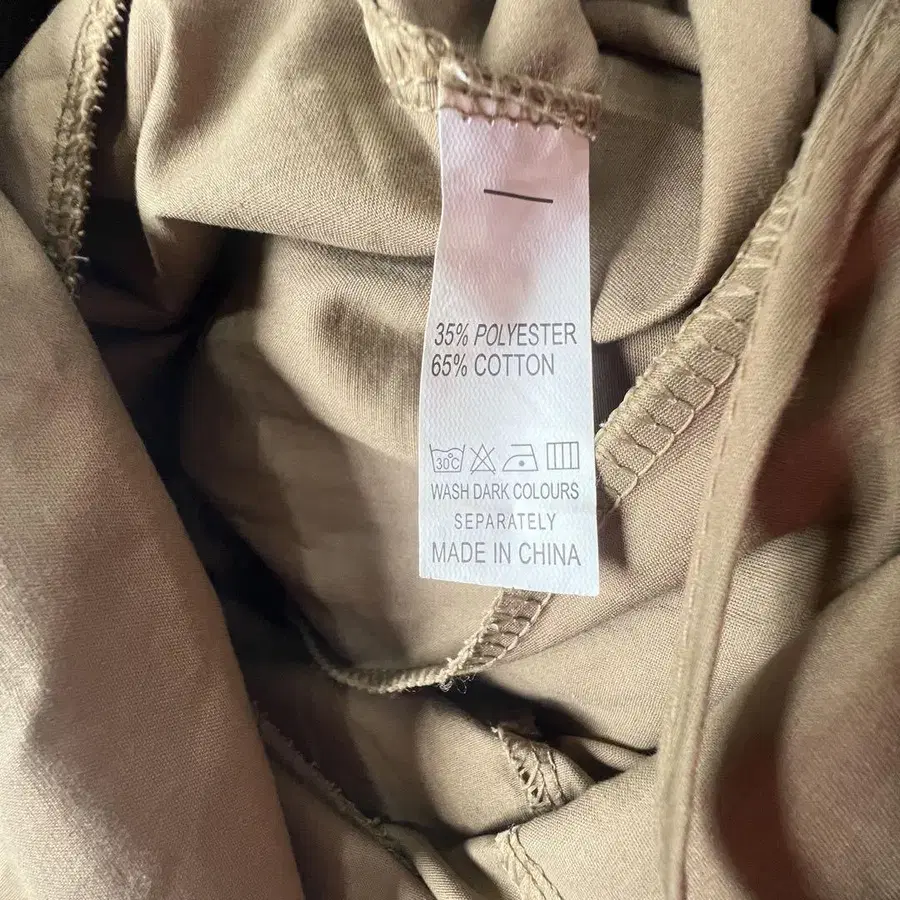 35% POLYESTER
65% COTTON
30C
WASH DARK COLOURS
SEPARATELY
MADE IN CHINA